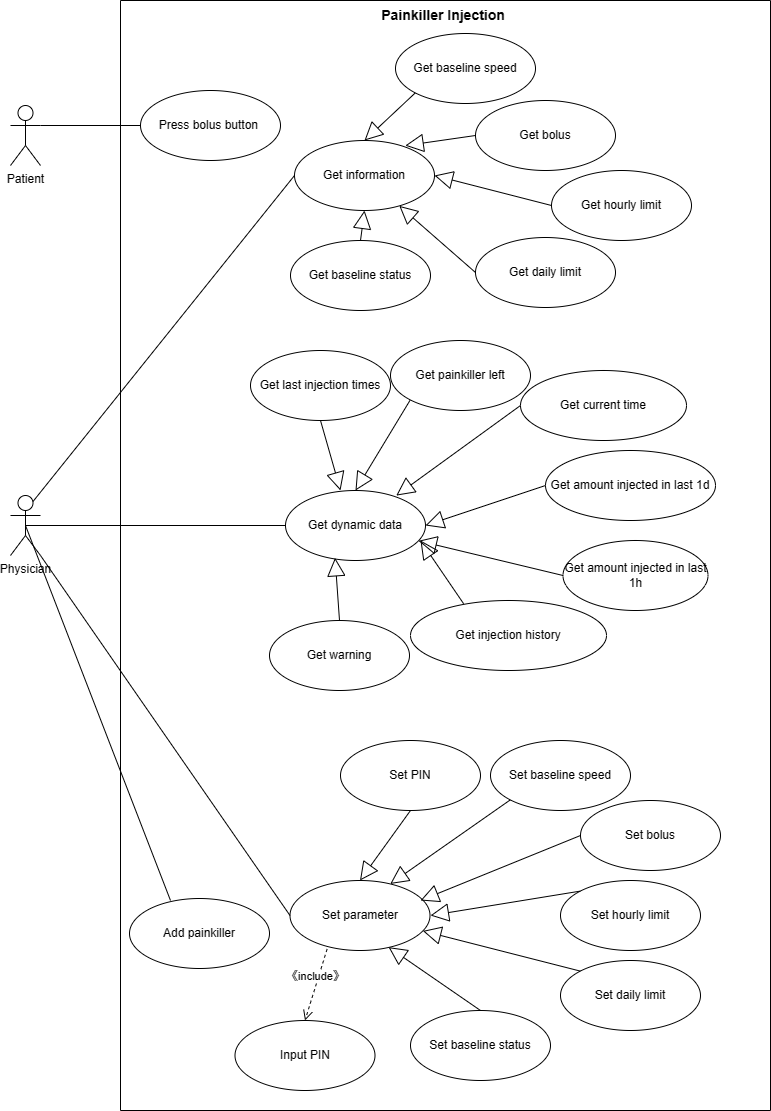 Painkiller Injection
Get baseline speed
Press bolus button
Get bolus
Patient
Get information
Get hourly limit
Get baseline status
Get daily limit
Get last injection times
Get painkiller left
Get current time
Get amount injected in last 1d
Get dynamic data
Physician
Get amount injected in last
1h
Get injection history
Get warning
Set PIN
Set baseline speed
Set bolus
Set parameter
Set hourly limit
Add painkiller
《include》
Set daily limit
Input PIN
Set baseline status